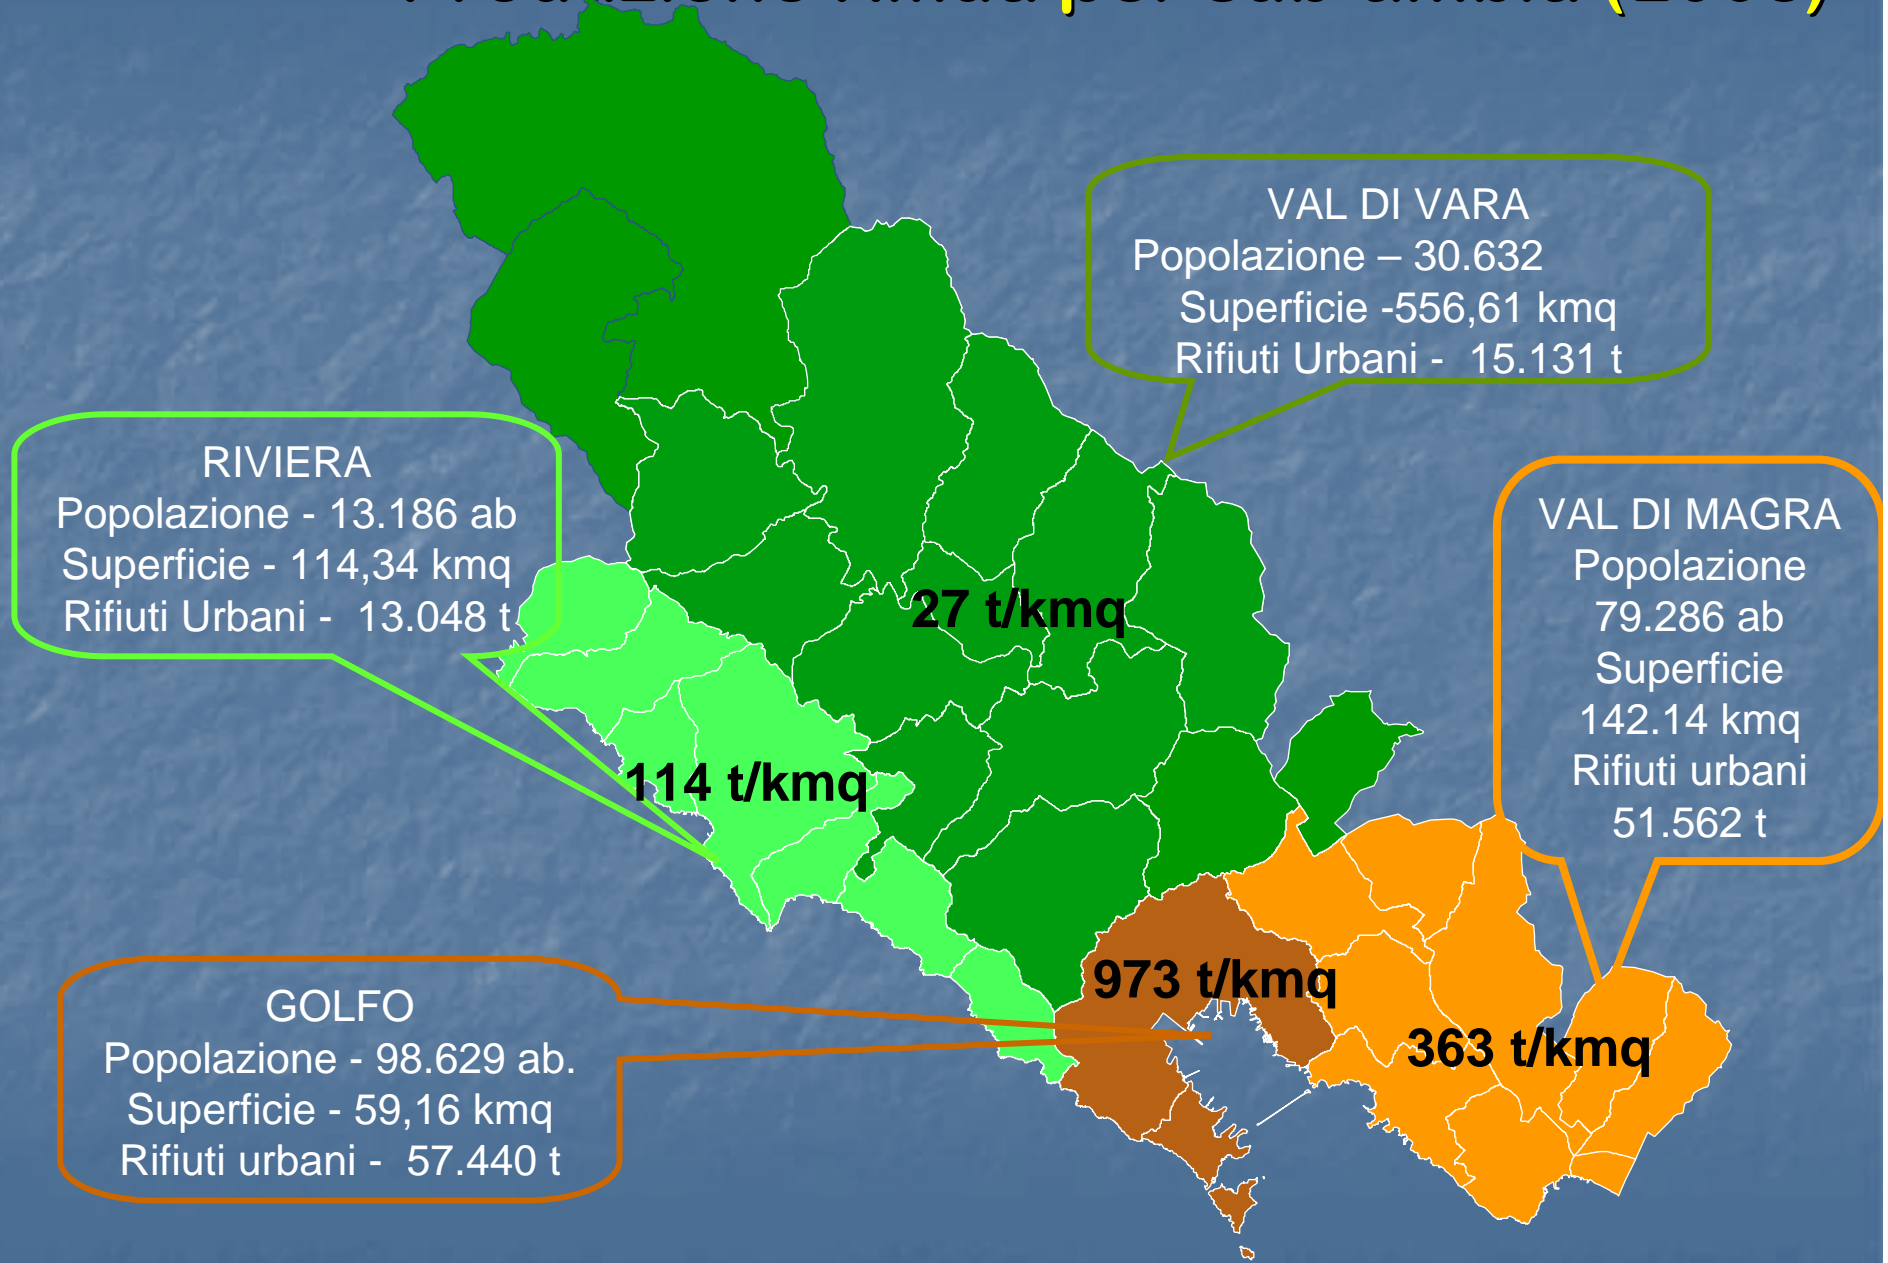 VAL DI VARA
Popolazione – 30.632
Superficie -556,61 kmq
Rifiuti Urbani - 15.131 t
RIVIERA
Popolazione - 13.186 ab
Superficie - 114,34 kmq
Rifiuti Urbani - 13.048 t
VAL DI MAGRA
Popolazione
79.286 ab
Superficie
142.14 kmq
Rifiuti urbani
51.562 t
27 t/kmq
114 t/kmq
973 t/kmq
363 t/kmq
GOLFO
Popolazione - 98.629 ab.
Superficie - 59,16 kmq
Rifiuti urbani - 57.440 t